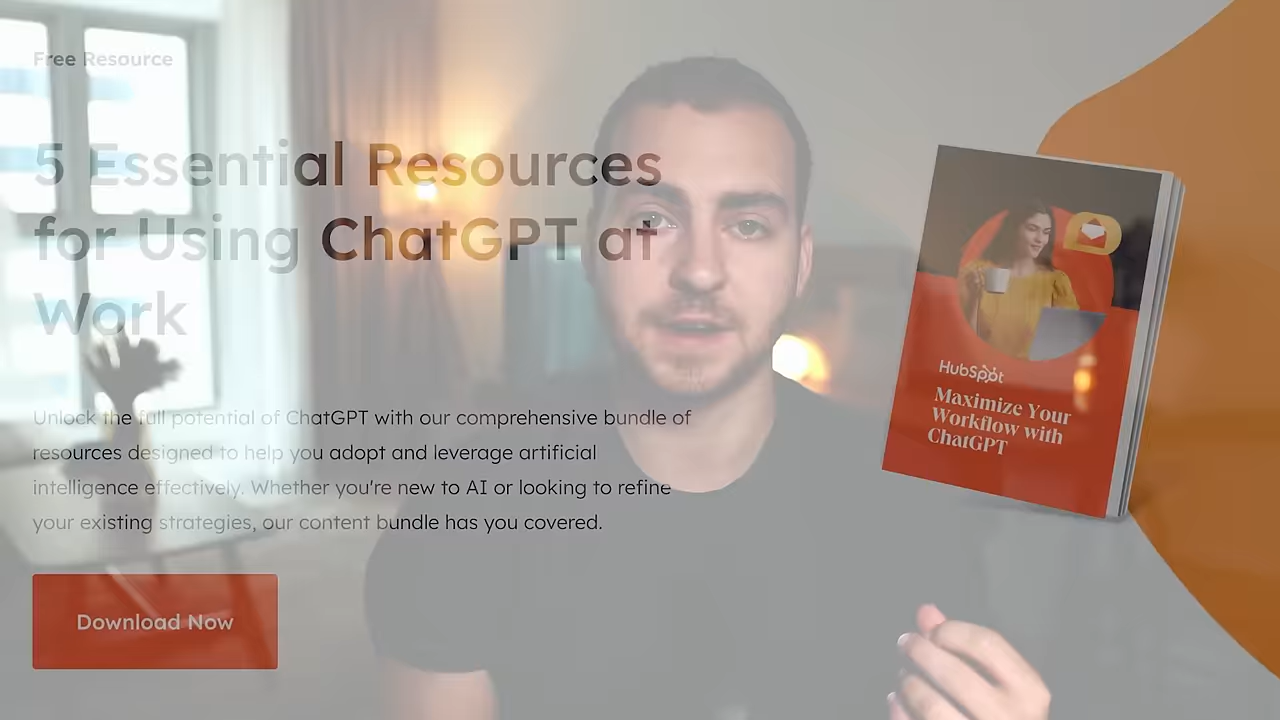 Free Resource
5 Essential Resources
for Using ChatGPT at
Work
Unlock the full potential of ChatGPT with our comprehensive bundle of
resources designed to help you adopt and leverage artificial
intelligence effectively. Whether you're new to AI or looking to refine
your existing strategies, our content bundle has you covered.
Download Now
HubSpot
Maximize Your
Workflow with
ChatGPT